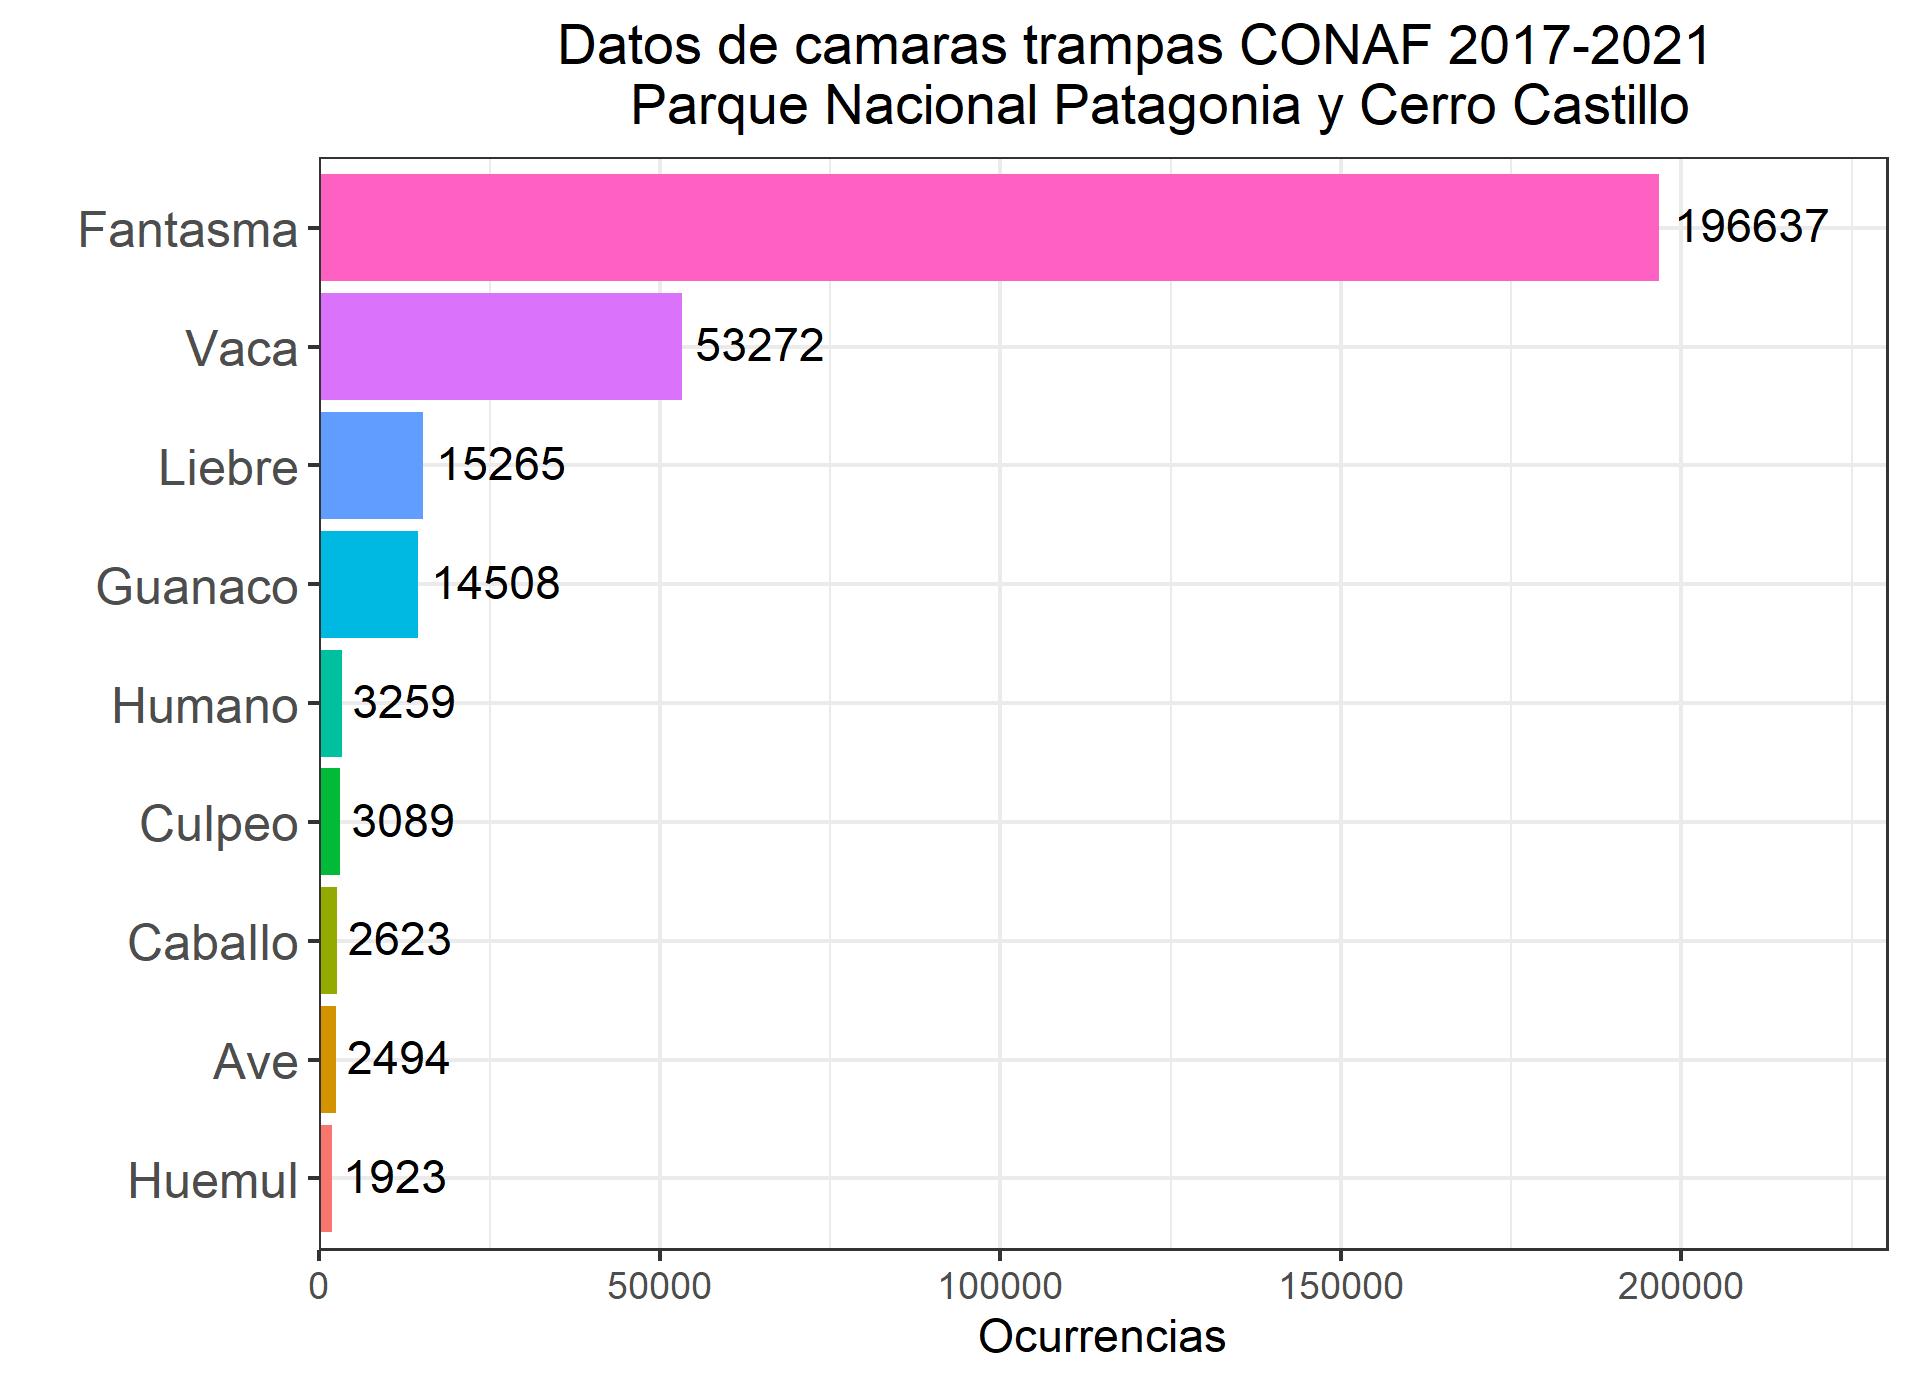 Datos de camaras trampas CONAF 2017-2021
Parque Nacional Patagonia y Cerro Castillo
Fantasma 196637
Vaca 53272
Liebre 15265
Guanaco 14508
Humano 3259
Culpeo 3089
Caballo 2623
Ave 2494
Huemul 1923
0 50000 100000 150000 200000
Ocurrencias